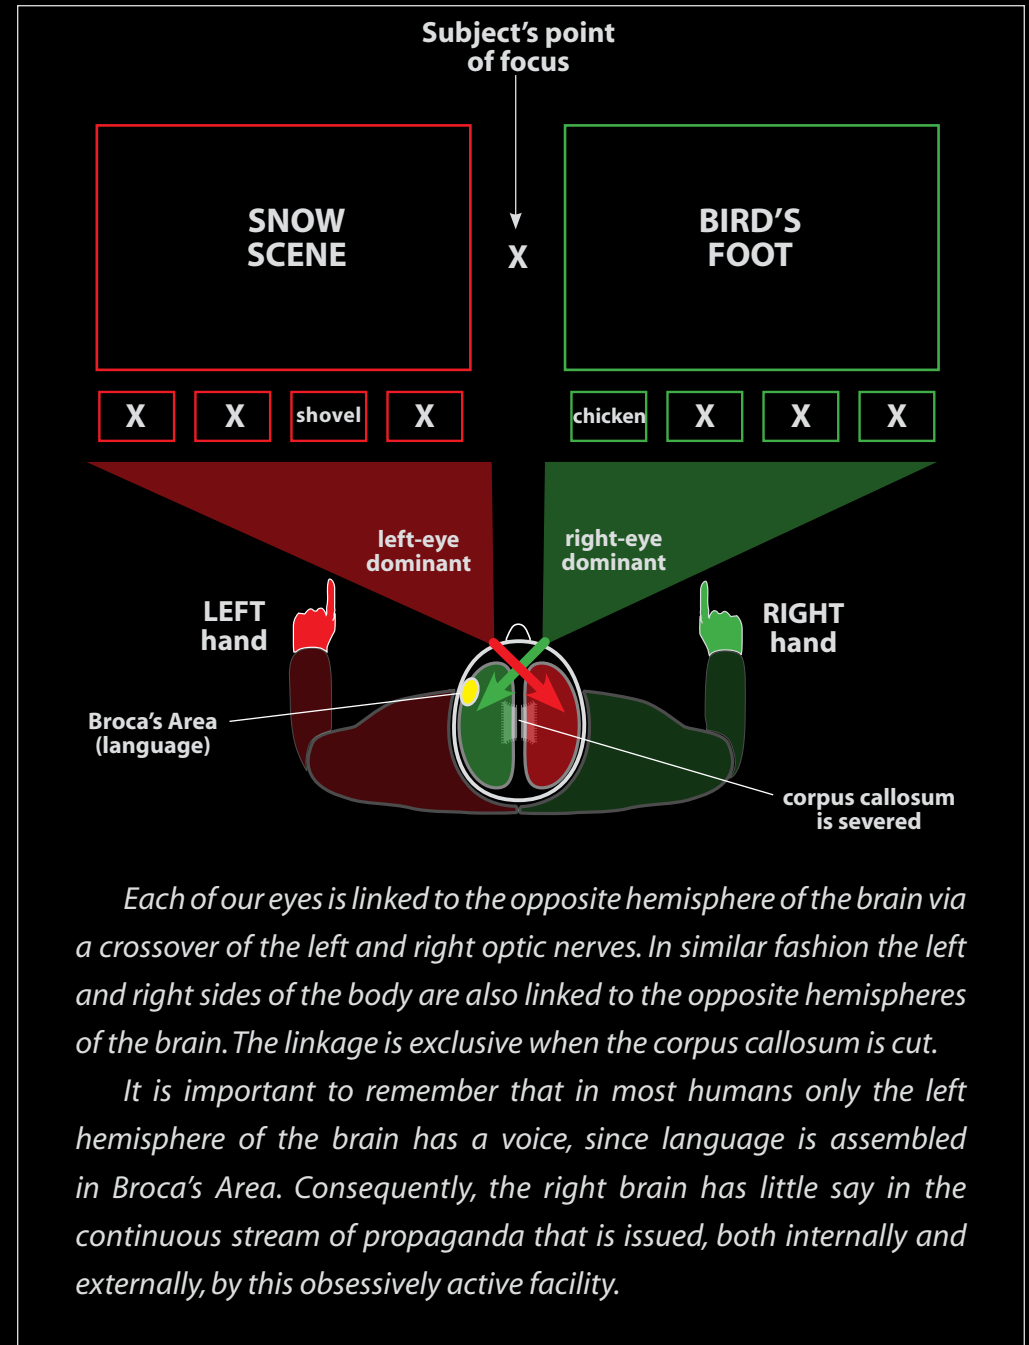 Subject's point
of focus
SNOW
SCENE
X
BIRD'S
FOOT
X
X
shovel
X
chicken
X
X
X
left-eye
dominant
right-eye
dominant
LEFT
hand
RIGHT
hand
Broca's Area
(language)
corpus callosum
is severed
Each of our eyes is linked to the opposite hemisphere of the brain via
a crossover of the left and right optic nerves. In similar fashion the left
and right sides of the body are also linked to the opposite hemispheres
of the brain. The linkage is exclusive when the corpus callosum is cut.
It is important to remember that in most humans only the left
hemisphere of the brain has a voice, since language is assembled
in Broca's Area. Consequently, the right brain has little say in the
continuous stream of propaganda that is issued, both internally and
externally, by this obsessively active facility.